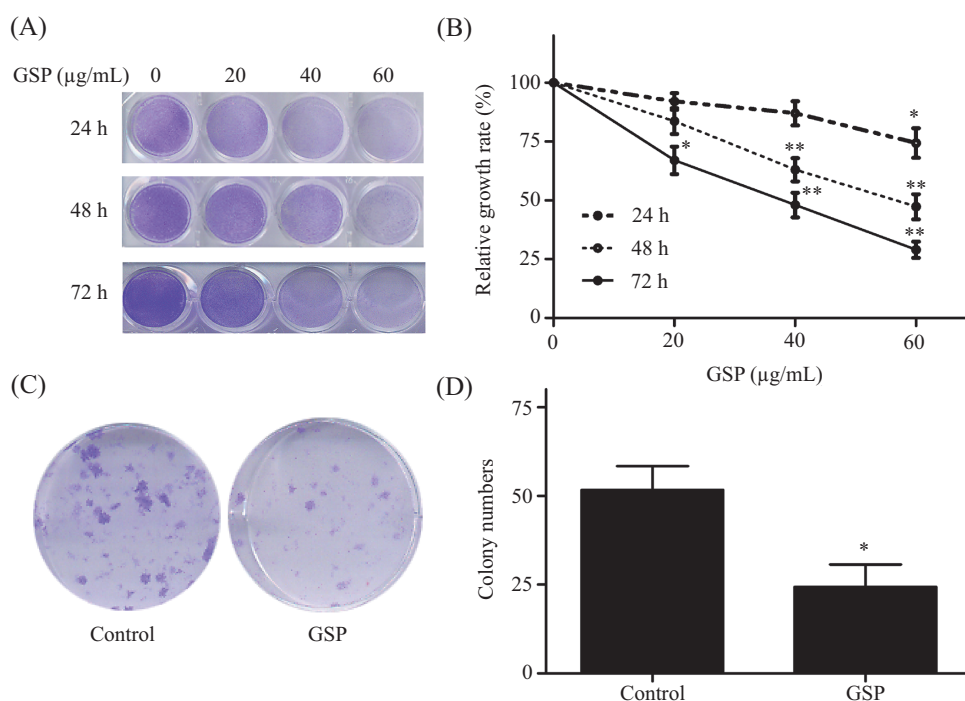 (A)
GSP (µg/mL) 0 20 40 60
24 h
48 h
72 h
(B)
Relative growth rate (%)
100
75
50
25
0
*
**
**
*
**
**
24 h
48 h
72 h
0 20 40 60
GSP (µg/mL)
(C)
Control GSP
(D)
Colony numbers
75
50
25
0
*
Control GSP